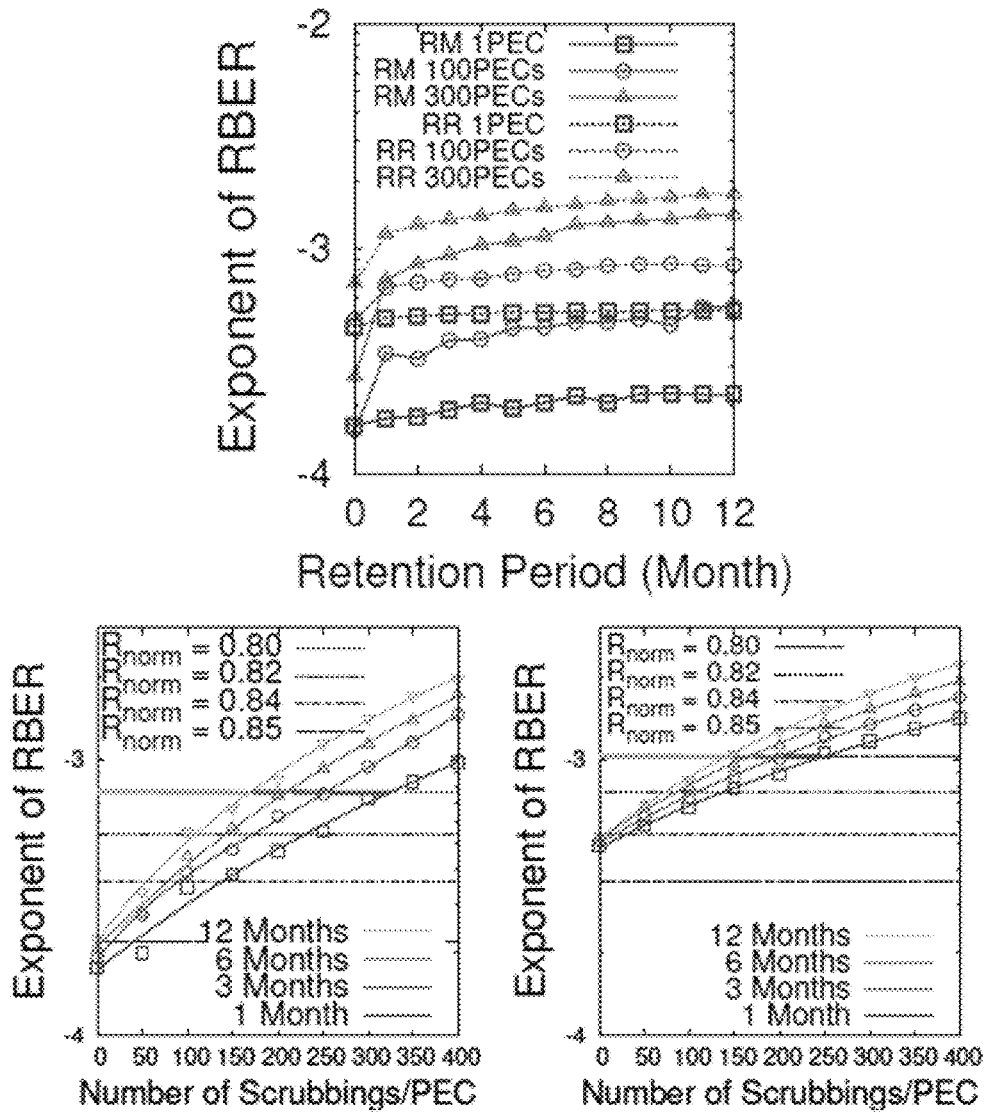 Exponent of RBER
-2
-3
-4
RM 1PEC
RM 100PECs
RM 300PECs
RR 1PEC
RR 100PECs
RR 300PECs
0 2 4 6 8 10 12
Retention Period (Month)
Exponent of RBER
-3
-4
Rnorm = 0.80
Rnorm = 0.82
Rnorm = 0.84
Rnorm = 0.85
12 Months
6 Months
3 Months
1 Month
0 50 100 150 200 250 300 350 400
Number of Scrubbings/PEC
Exponent of RBER
-3
-4
Rnorm = 0.80
Rnorm = 0.82
Rnorm = 0.84
Rnorm = 0.85
12 Months
6 Months
3 Months
1 Month
0 50 100 150 200 250 300 350 400
Number of Scrubbings/PEC